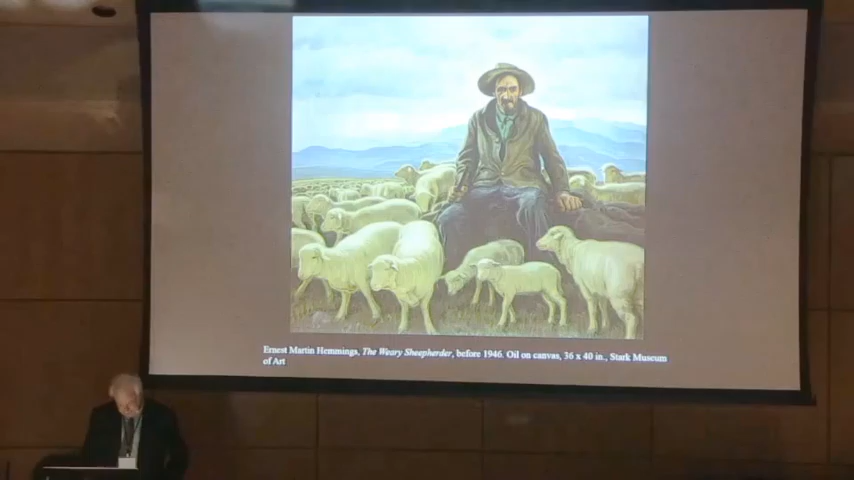 Ernest Martin Hemmings, The Weary Sheepherder, before 1946. Oil on canvas, 36 x 40 in., Stark Museum
of Art